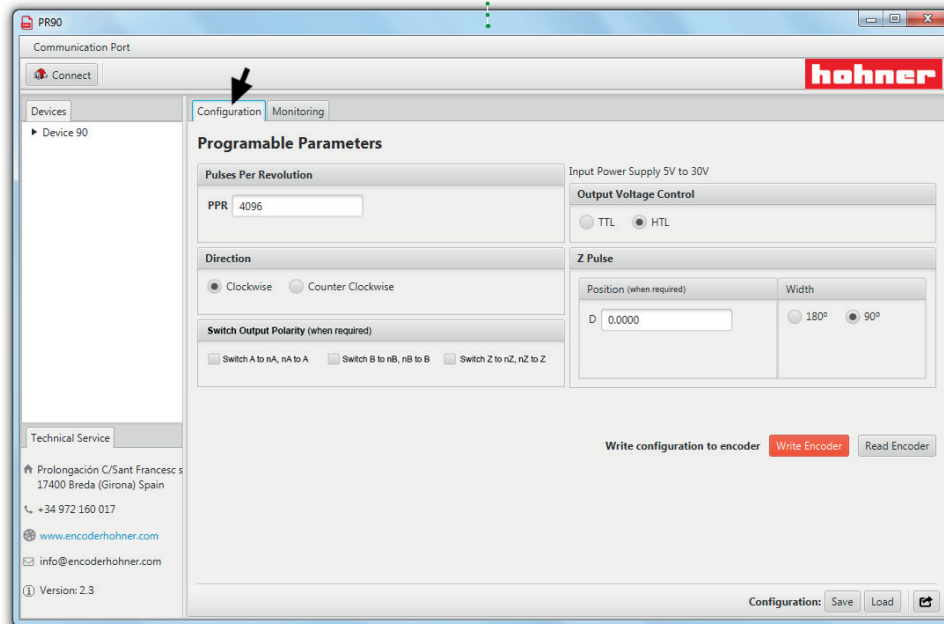 PR90
Communication Port
Connect
hohner
Devices
Device 90
Configuration
Monitoring
Programable Parameters
Pulses Per Revolution
PPR 4096
Input Power Supply 5V to 30V
Output Voltage Control
TTL HTL
Direction
Clockwise Counter Clockwise
Z Pulse
Position (when required) Width
D 0.0000
180º 90º
Switch Output Polarity (when required)
Switch A to nA, nA to A Switch B to nB, nB to B Switch Z to nZ, nZ to Z
Write configuration to encoder Write Encoder Read Encoder
Technical Service
Prolongación C/Sant Francesc s
17400 Breda (Girona) Spain
+34 972 160 017
www.encoderhohner.com
info@encoderhohner.com
Version: 2.3
Configuration: Save Load